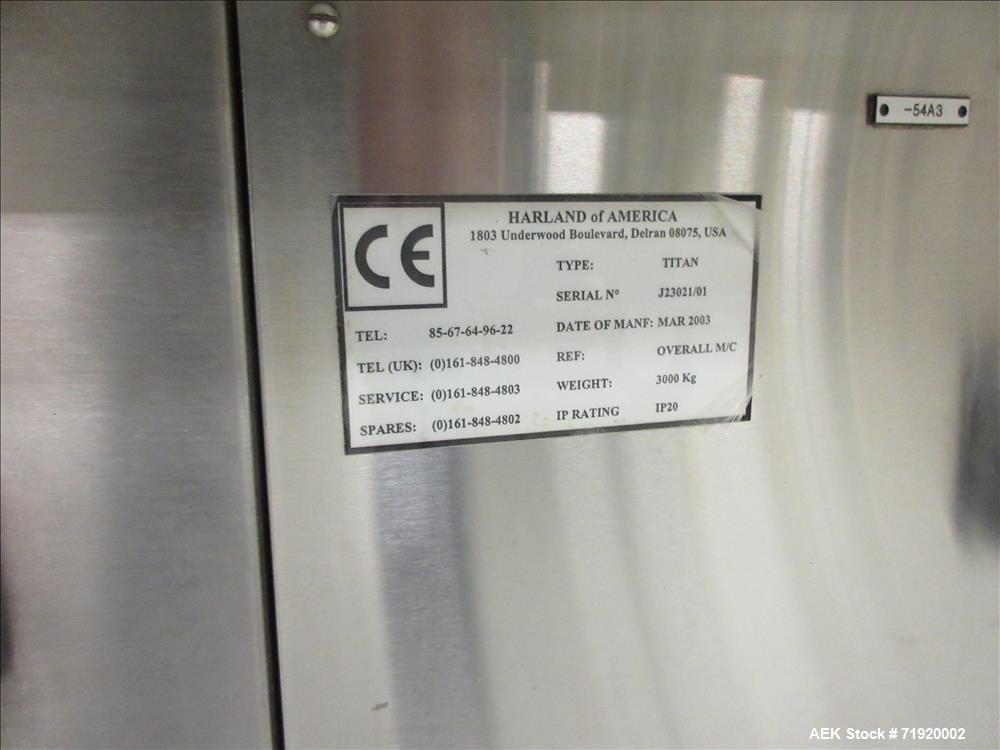 -54A3
CE
HARLAND of AMERICA
1803 Underwood Boulevard, Delran 08075, USA
TYPE: TITAN
SERIAL Nº J23021/01
TEL: 85-67-64-96-22 DATE OF MANF: MAR 2003
TEL (UK): (0)161-848-4800 REF: OVERALL M/C
SERVICE: (0)161-848-4803 WEIGHT: 3000 Kg
SPARES: (0)161-848-4802 IP RATING IP20
AEK Stock # 71920002